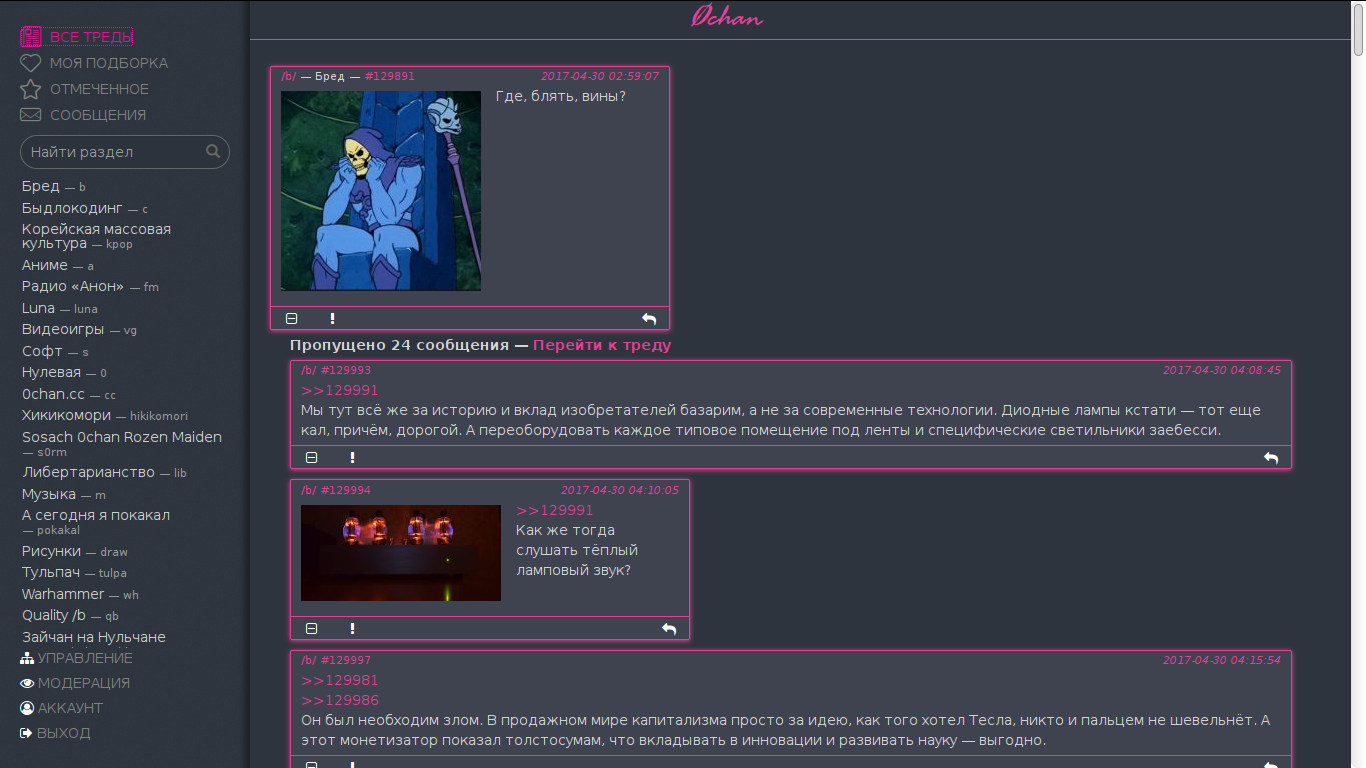 Øchan
ВСЕ ТРЕДЫ
МОЯ ПОДБОРКА
ОТМЕЧЕННОЕ
СООБЩЕНИЯ
Найти раздел
Бред — b
Быдлокодинг — c
Корейская массовая
культура — kpop
Аниме — a
Радио «Анон» — fm
Luna — luna
Видеоигры — vg
Софт — s
Нулевая — 0
0chan.cc — cc
Хикикомори — hikikomori
Sosach 0chan Rozen Maiden
— s0rm
Либертарианство — lib
Музыка — m
А сегодня я покакал
— pokakal
Рисунки — draw
Тульпач — tulpa
Warhammer — wh
Quality /b — qb
Зайчан на Нульчане
УПРАВЛЕНИЕ
МОДЕРАЦИЯ
АККАУНТ
ВЫХОД
/b/ — Бред — #129891 2017-04-30 02:59:07
Где, блять, вины?
Пропущено 24 сообщения — Перейти к треду
/b/ #129993 2017-04-30 04:08:45
>>129991
Мы тут всё же за историю и вклад изобретателей базарим, а не за современные технологии. Диодные лампы кстати — тот еще
кал, причём, дорогой. А переоборудовать каждое типовое помещение под ленты и специфические светильники заебесси.
/b/ #129994 2017-04-30 04:10:05
>>129991
Как же тогда
слушать тёплый
ламповый звук?
/b/ #129997 2017-04-30 04:15:54
>>129981
>>129986
Он был необходим злом. В продажном мире капитализма просто за идею, как того хотел Тесла, никто и пальцем не шевельнёт. А
этот монетизатор показал толстосумам, что вкладывать в инновации и развивать науку — выгодно.